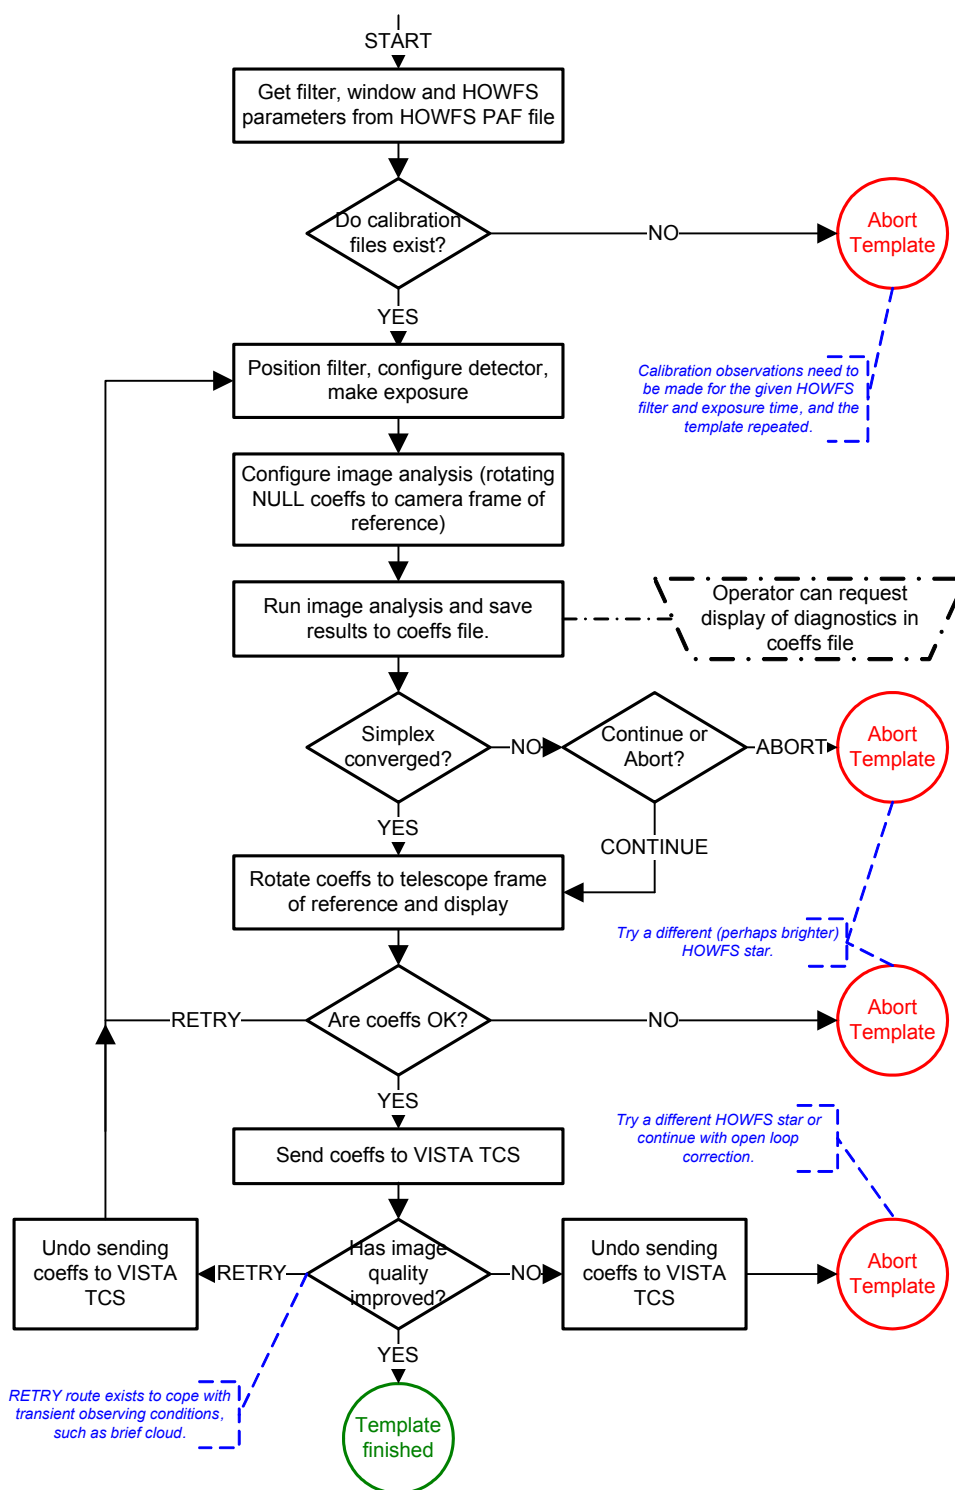 START
Get filter, window and HOWFS
parameters from HOWFS PAF file
Do calibration
files exist?
NO
Abort
Template
YES
Calibration observations need to
be made for the given HOWFS
filter and exposure time, and the
template repeated.
Position filter, configure detector,
make exposure
Configure image analysis (rotating
NULL coeffs to camera frame of
reference)
Run image analysis and save
results to coeffs file.
Operator can request
display of diagnostics in
coeffs file
Simplex
converged?
NO
Continue or
Abort?
ABORT
Abort
Template
YES
CONTINUE
Rotate coeffs to telescope frame
of reference and display
Try a different (perhaps brighter)
HOWFS star.
RETRY
Are coeffs OK?
NO
Abort
Template
YES
Send coeffs to VISTA TCS
Try a different HOWFS star or
continue with open loop
correction.
Undo sending
coeffs to VISTA
TCS
RETRY
Has image
quality
improved?
NO
Undo sending
coeffs to VISTA
TCS
Abort
Template
YES
RETRY route exists to cope with
transient observing conditions,
such as brief cloud.
Template
finished